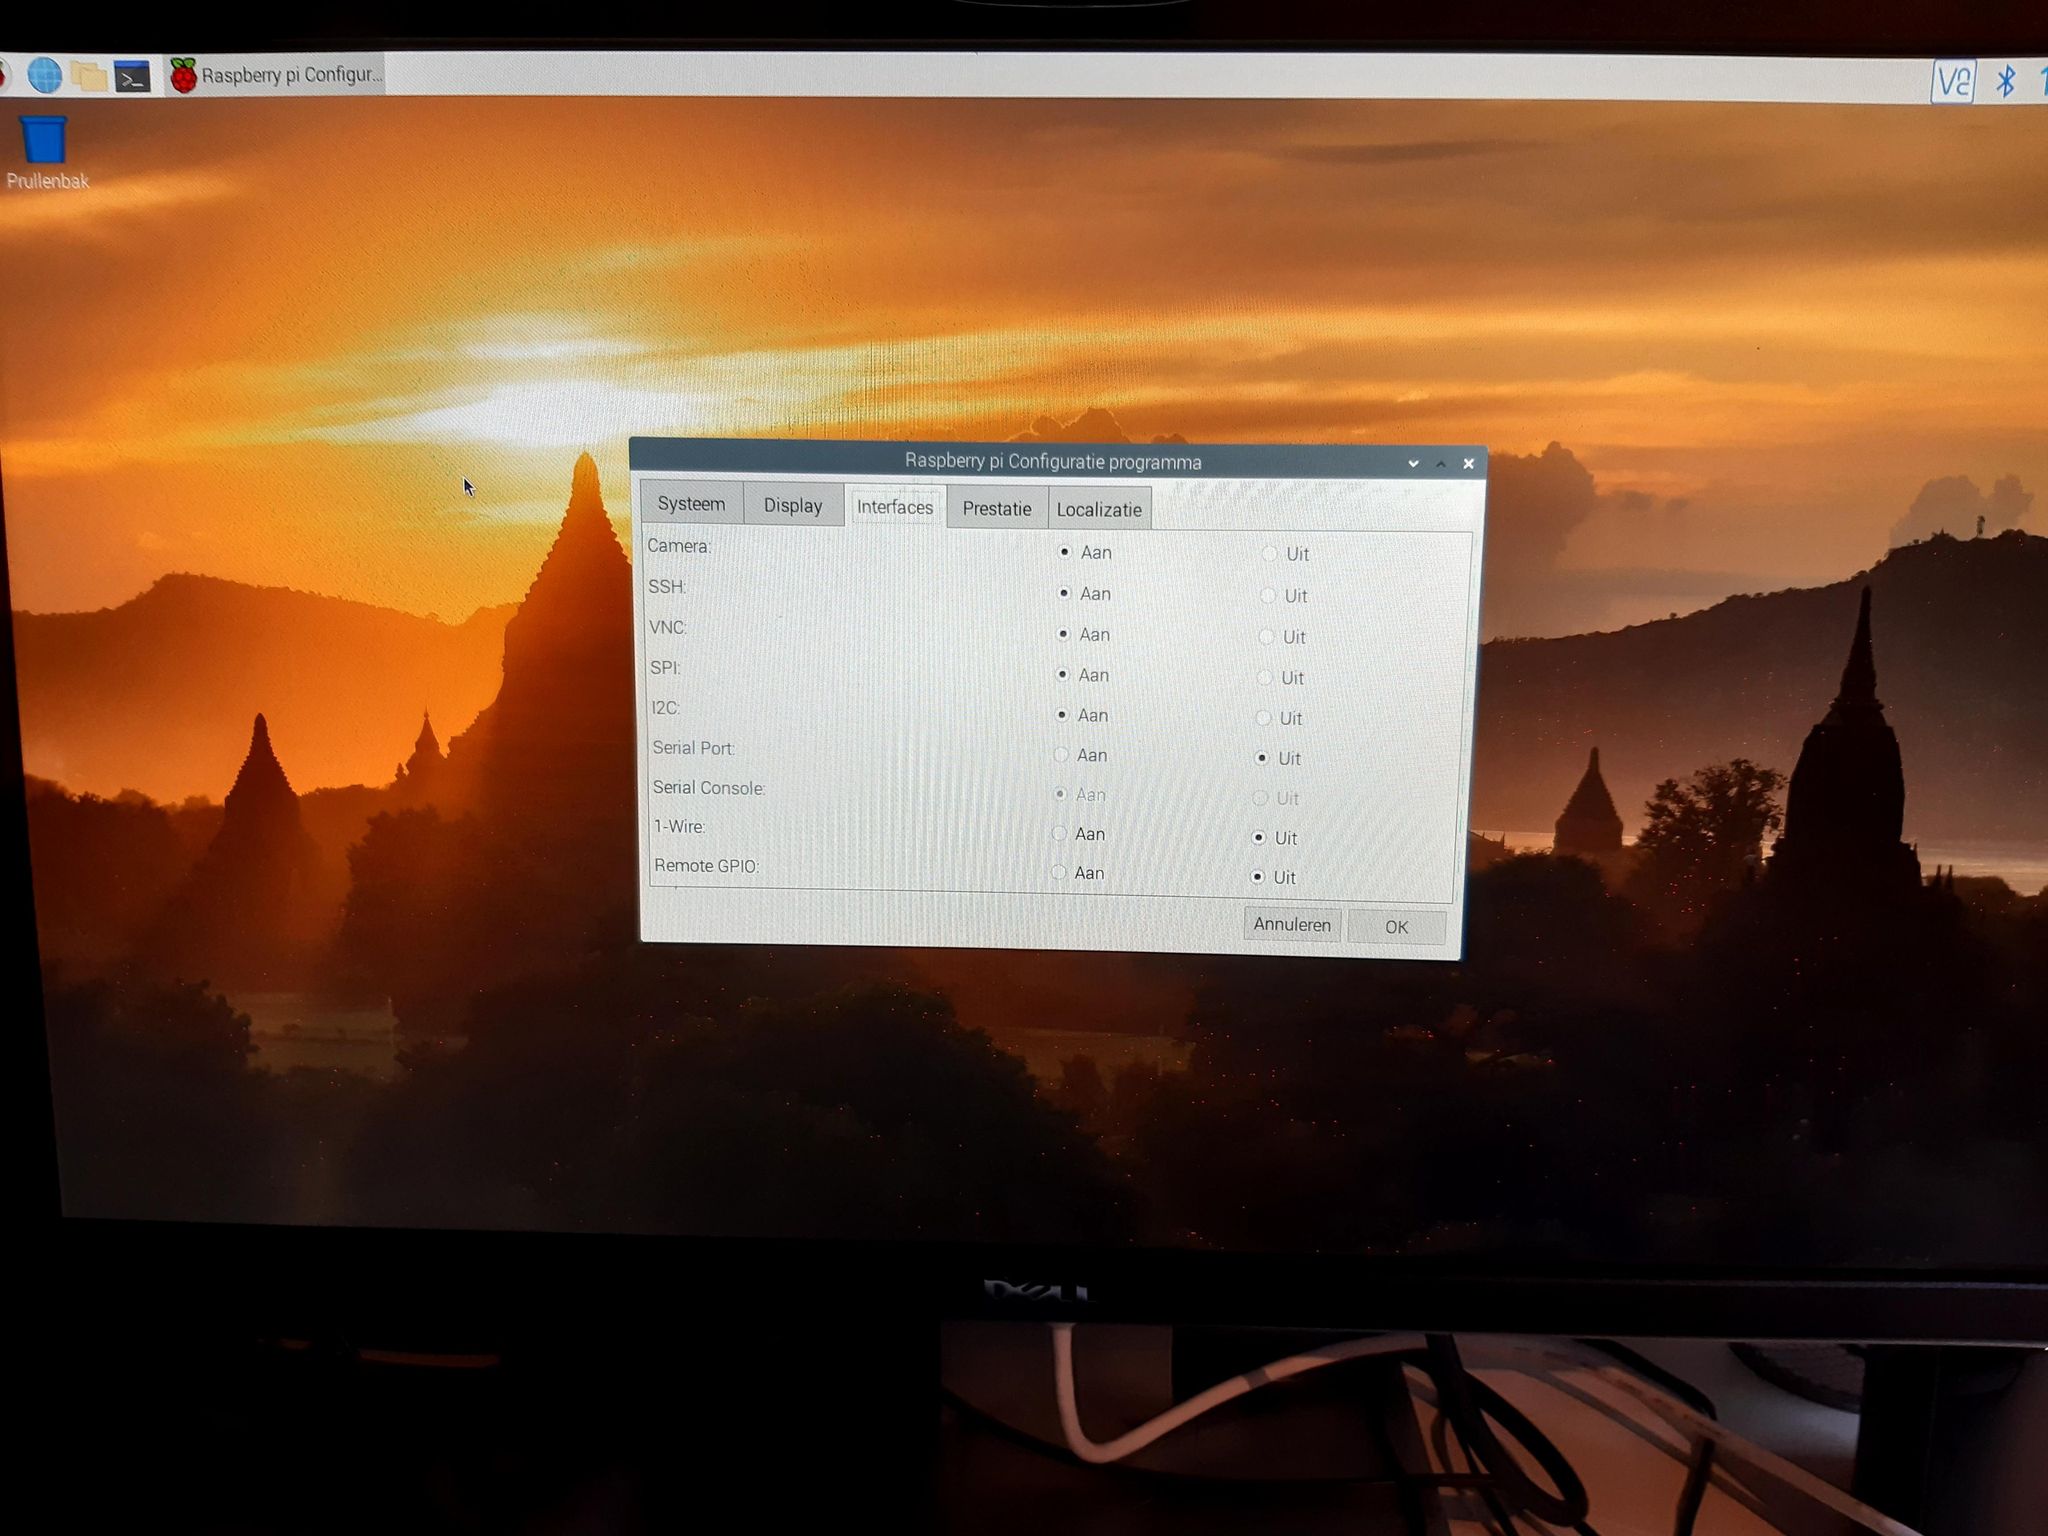 Raspberry pi Configur...
Prullenbak
Raspberry pi Configuratie programma
Systeem Display Interfaces Prestatie Localizatie
Camera: Aan Uit
SSH: Aan Uit
VNC: Aan Uit
SPI: Aan Uit
I2C: Aan Uit
Serial Port: Aan Uit
Serial Console: Aan Uit
1-Wire: Aan Uit
Remote GPIO: Aan Uit
Annuleren OK
DELL